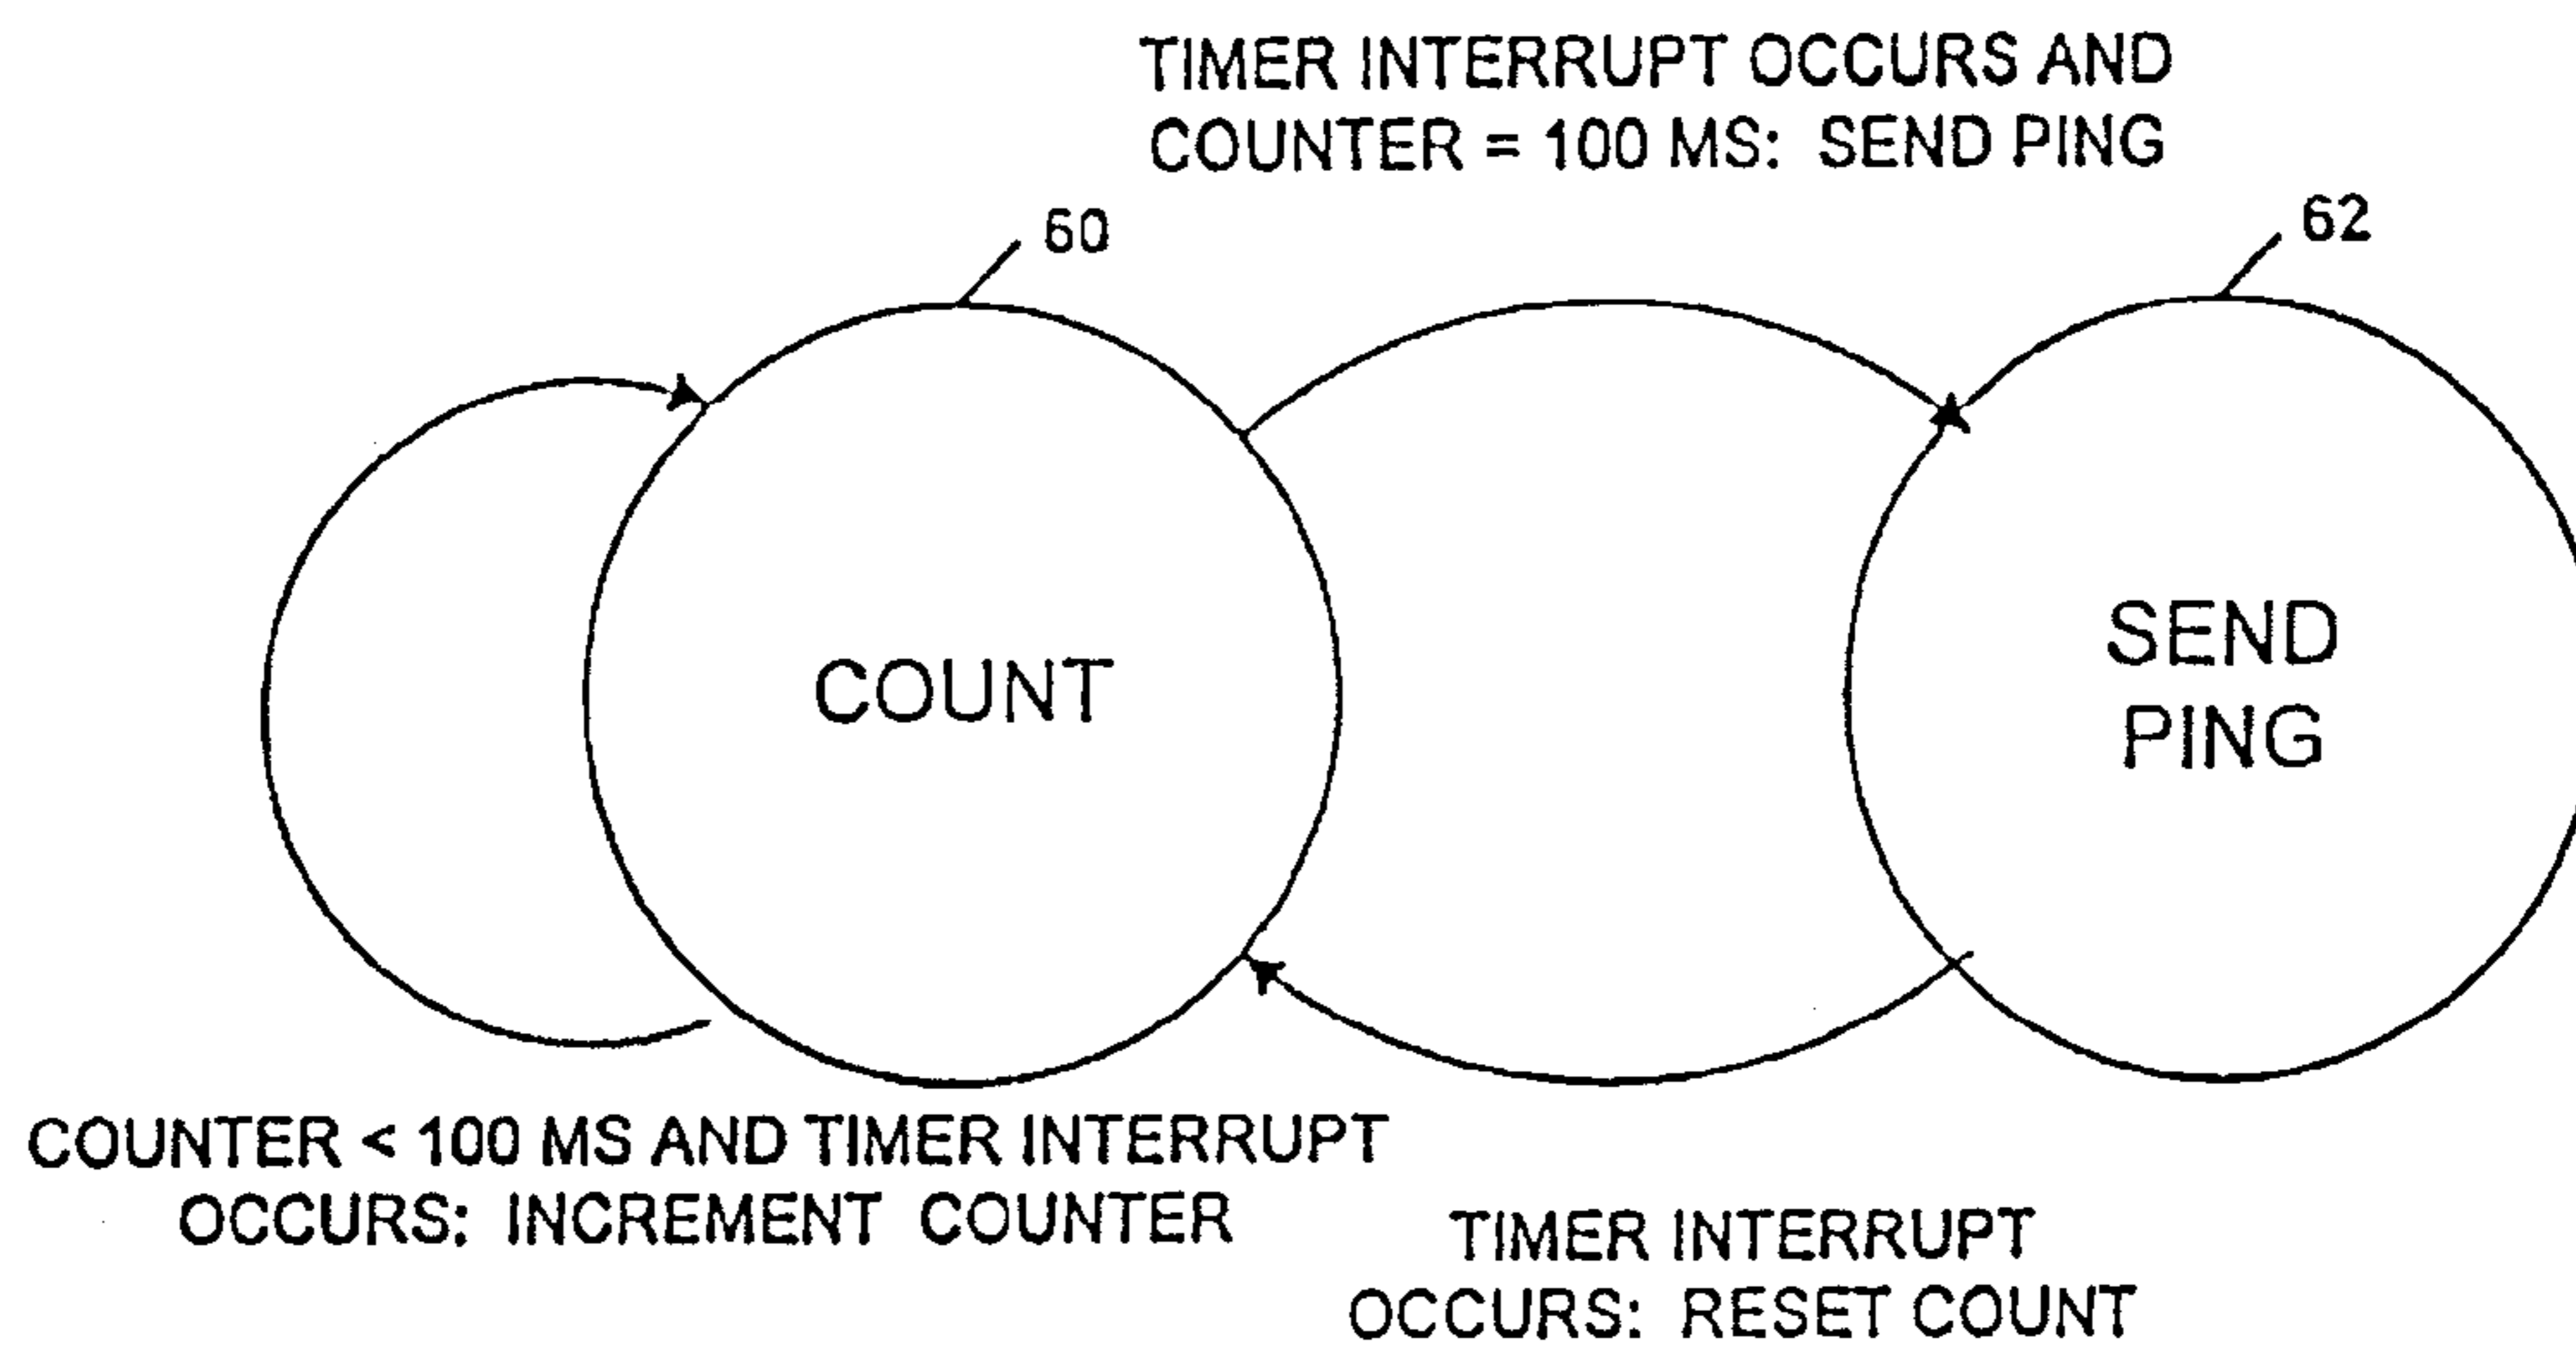 TIMER INTERRUPT OCCURS AND
COUNTER = 100 MS: SEND PING
60
62
COUNT
SEND
PING
COUNTER < 100 MS AND TIMER INTERRUPT
OCCURS: INCREMENT COUNTER
TIMER INTERRUPT
OCCURS: RESET COUNT